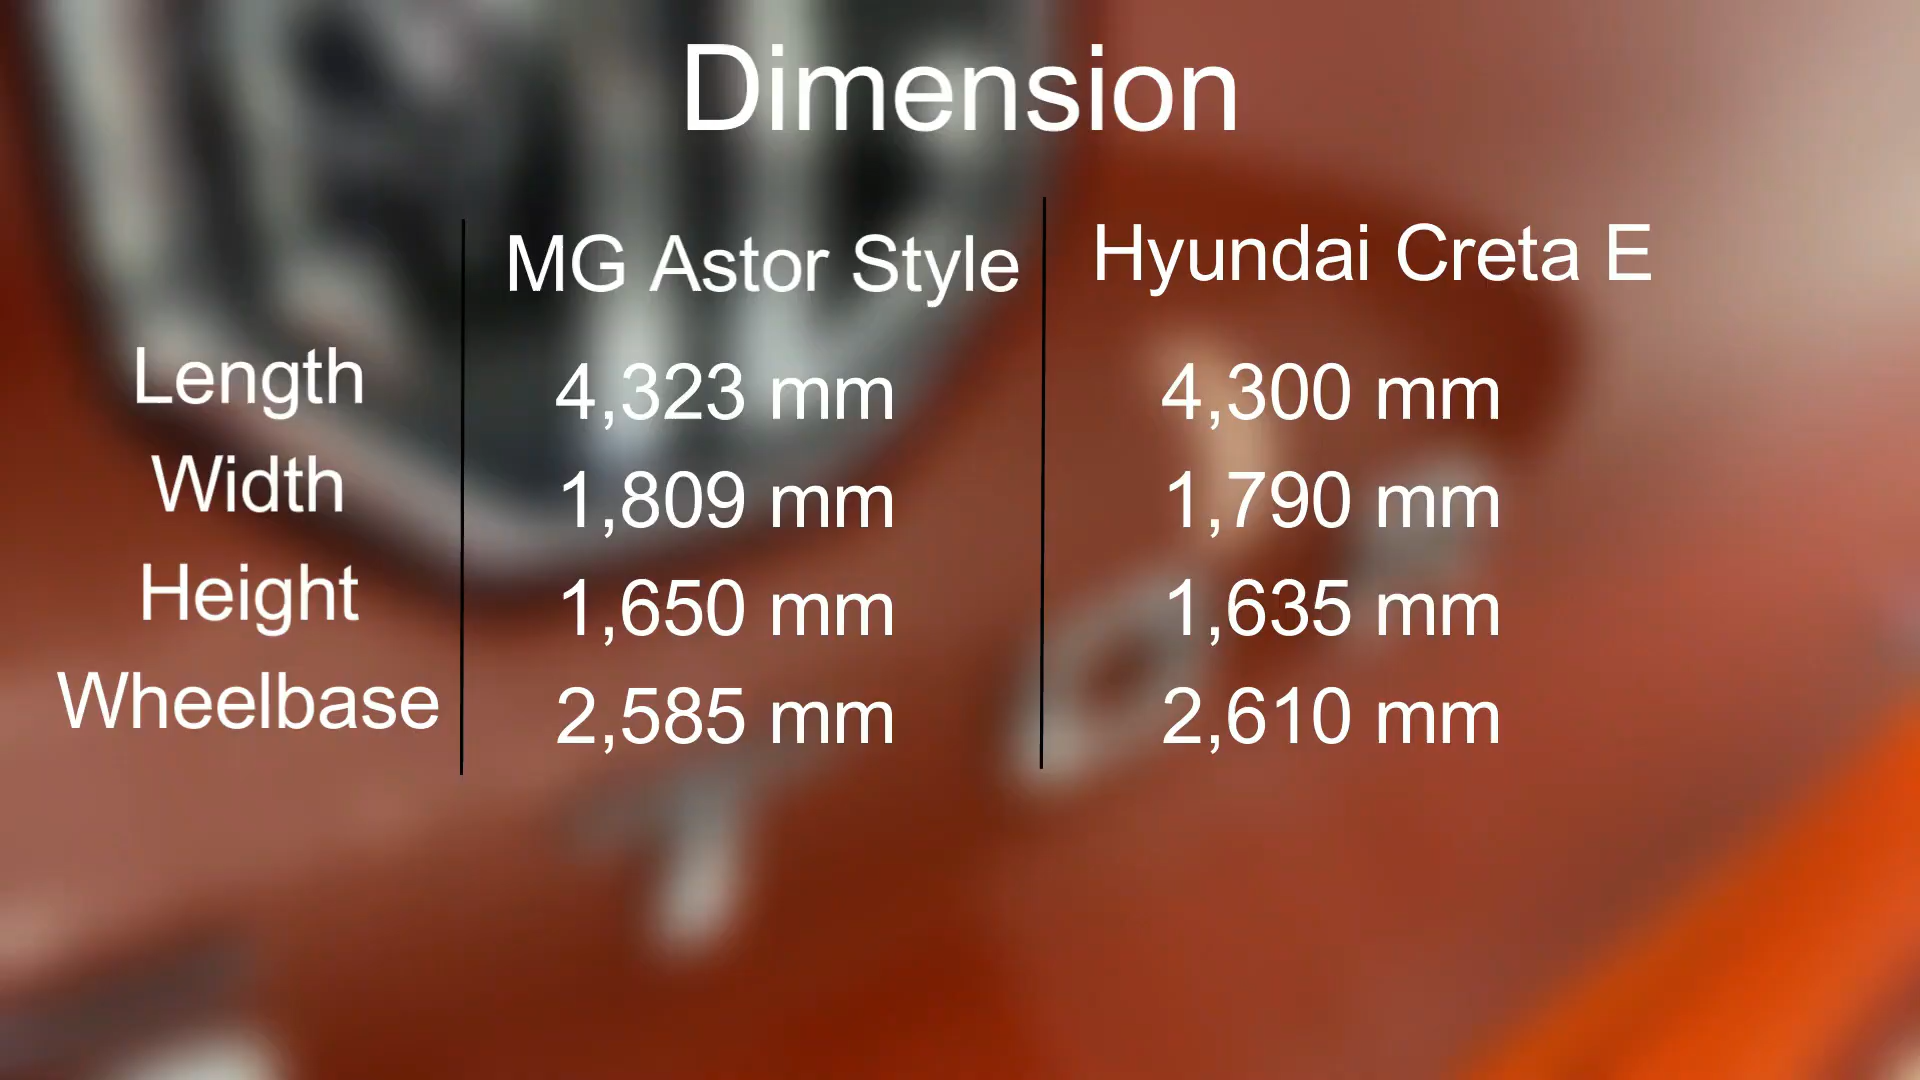 Dimension
MG Astor Style Hyundai Creta E
Length 4,323 mm 4,300 mm
Width 1,809 mm 1,790 mm
Height 1,650 mm 1,635 mm
Wheelbase 2,585 mm 2,610 mm